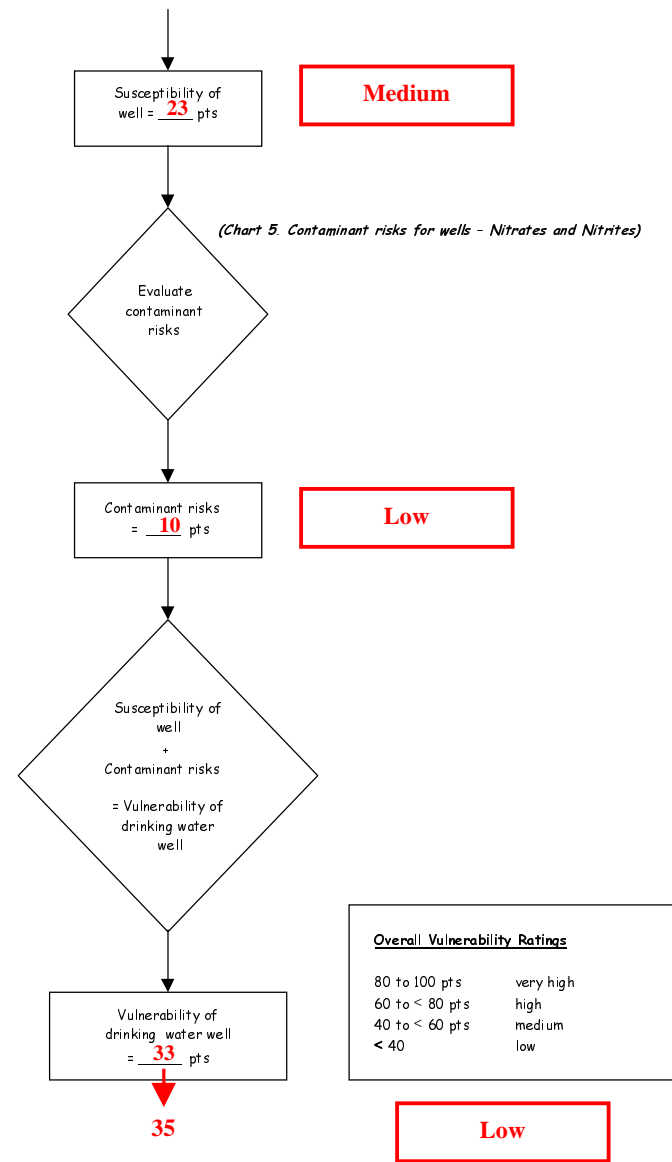 Susceptibility of
well = 23 pts
Medium
(Chart 5. Contaminant risks for wells – Nitrates and Nitrites)
Evaluate
contaminant
risks
Contaminant risks
= 10 pts
Low
Susceptibility of
well
+
Contaminant risks
= Vulnerability of
drinking water
well
Overall Vulnerability Ratings
80 to 100 pts very high
60 to < 80 pts high
40 to < 60 pts medium
< 40 low
Vulnerability of
drinking water well
= 33 pts
35
Low